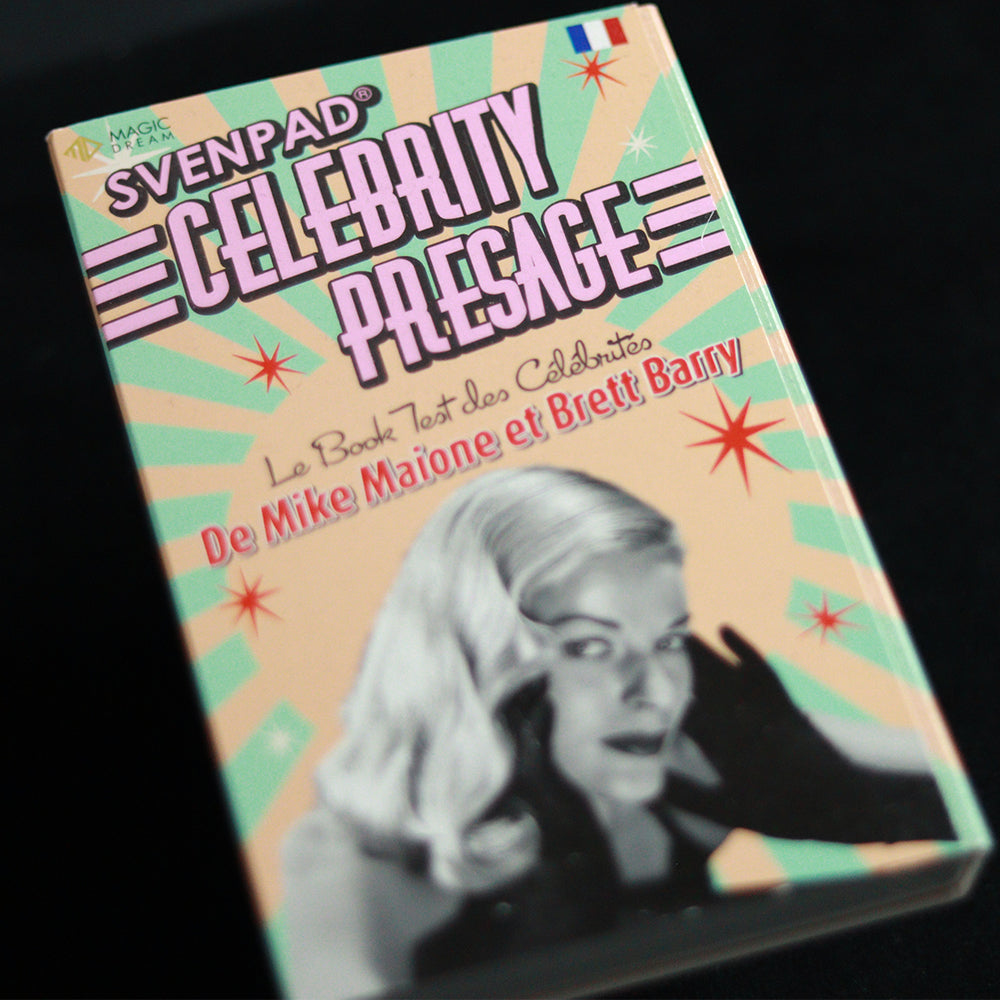 MAGIC
DREAM
SVENPAD®
CELEBRITY
PRESAGE
Le Book Test des Célébrités
De Mike Maione et Brett Barry